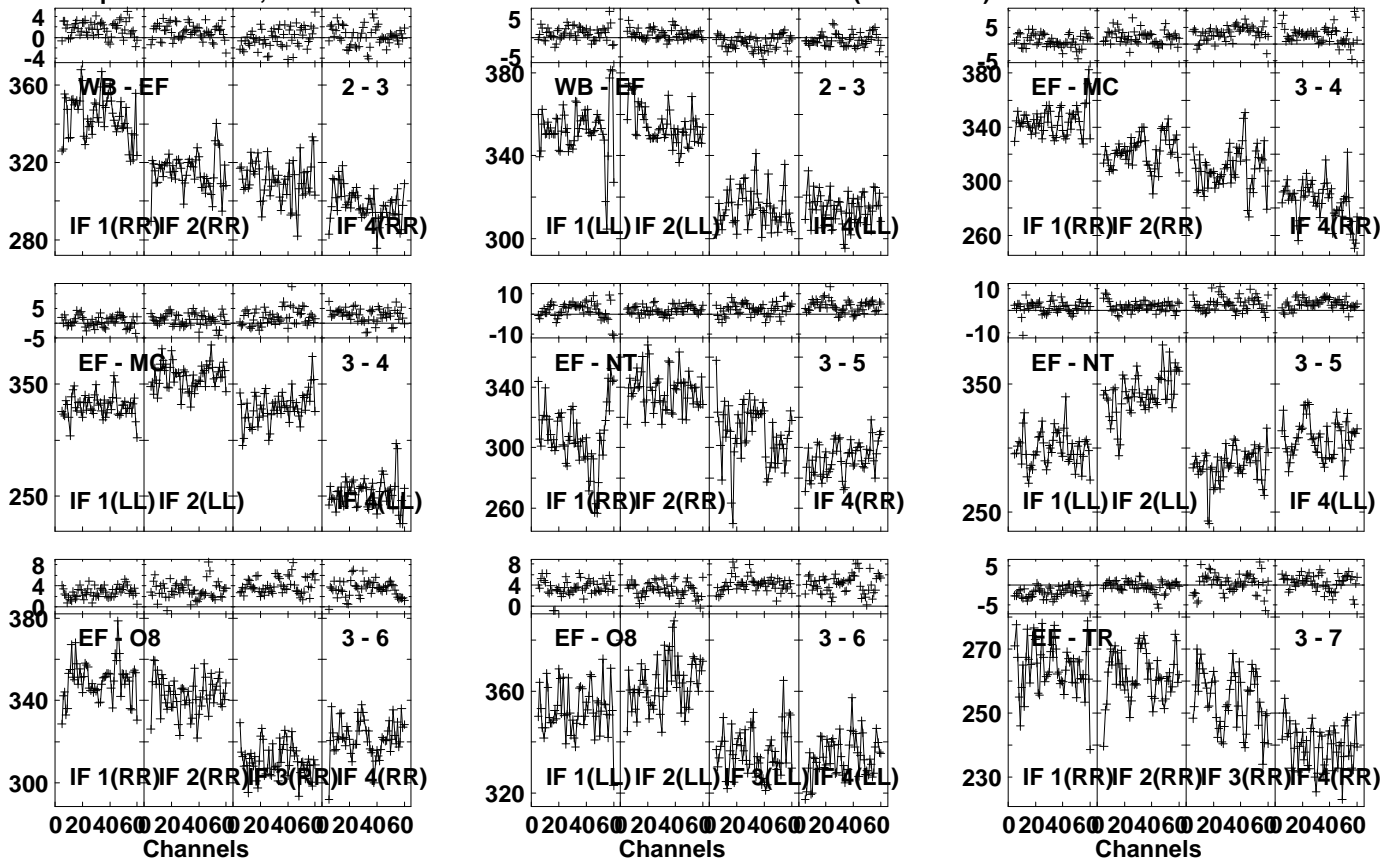 4
0
-4
5
-5
5
-5
360
320
280
WB - EF 2 - 3
IF 1(RR) IF 2(RR) IF 4(RR)
380
340
300
WB - EF 2 - 3
IF 1(LL) IF 2(LL) IF 4(LL)
380
340
300
260
EF - MC 3 - 4
IF 1(RR) IF 2(RR) IF 4(RR)
5
-5
10
-10
10
-10
350
250
EF - MC 3 - 4
IF 1(LL) IF 2(LL) IF 4(LL)
340
300
260
EF - NT 3 - 5
IF 1(RR) IF 2(RR) IF 4(RR)
350
250
EF - NT 3 - 5
IF 1(LL) IF 2(LL) IF 4(LL)
8
4
0
8
4
0
5
-5
380
340
300
EF - O8 3 - 6
IF 1(RR) IF 2(RR) IF 3(RR) IF 4(RR)
360
320
EF - O8 3 - 6
IF 1(LL) IF 2(LL) IF 3(LL) IF 4(LL)
270
250
230
EF - TR 3 - 7
IF 1(RR) IF 2(RR) IF 3(RR) IF 4(RR)
0 204060 0 204060 0 204060 0 204060
0 204060 0 204060 0 204060 0 204060
0 204060 0 204060 0 204060 0 204060
Channels Channels Channels